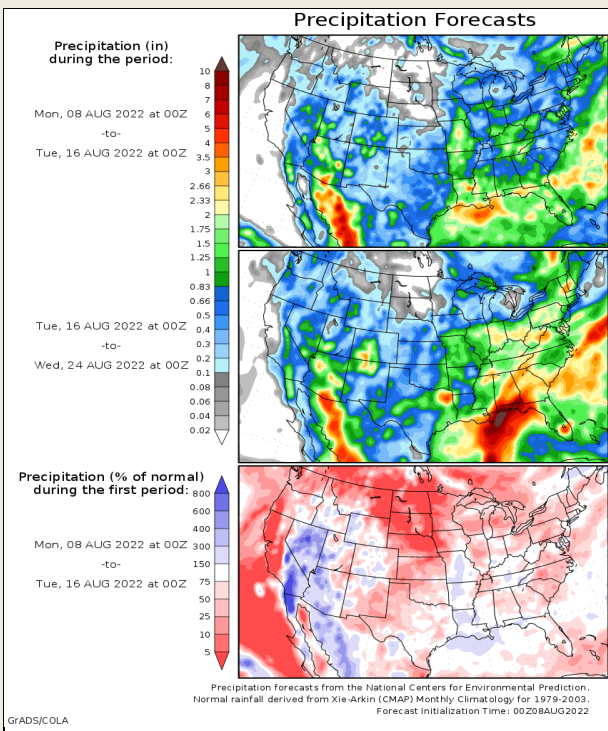 Precipitation Forecasts
Precipitation (in)
during the period:
Mon, 08 AUG 2022 at 00Z
-to-
Tue, 16 AUG 2022 at 00Z
10
8
7
6
5
4
3.5
3
2.66
2.33
2
1.75
1.5
1.25
1
0.83
0.66
0.5
0.4
0.3
0.2
0.1
0.08
0.06
0.04
0.02
Tue, 16 AUG 2022 at 00Z
-to-
Wed, 24 AUG 2022 at 00Z
Precipitation (% of normal)
during the first period:
Mon, 08 AUG 2022 at 00Z
-to-
Tue, 16 AUG 2022 at 00Z
800
600
400
300
150
75
50
25
10
5
Precipitation forecasts from the National Centers for Environmental Prediction.
Normal rainfall derived from Xie-Arkin (CMAP) Monthly Climatology for 1979-2003.
Forecast Initialization Time: 00Z08AUG2022
GrADS/COLA